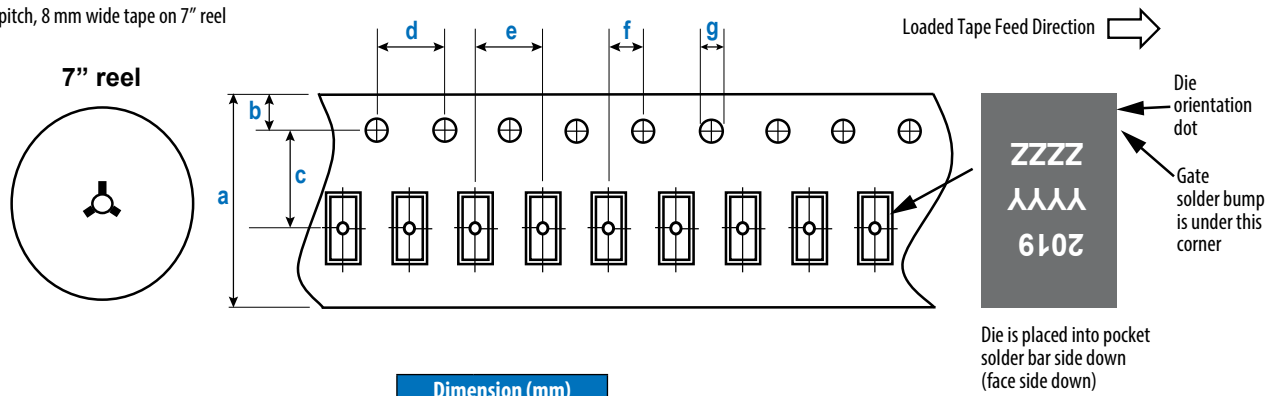 pitch, 8 mm wide tape on 7” reel
7” reel
a
b
c
d
e
f
g
Loaded Tape Feed Direction
Die
orientation
dot
Gate
solder bump
is under this
corner
2019
YYYY
ZZZZ
Die is placed into pocket
solder bar side down
(face side down)
Dimension (mm)